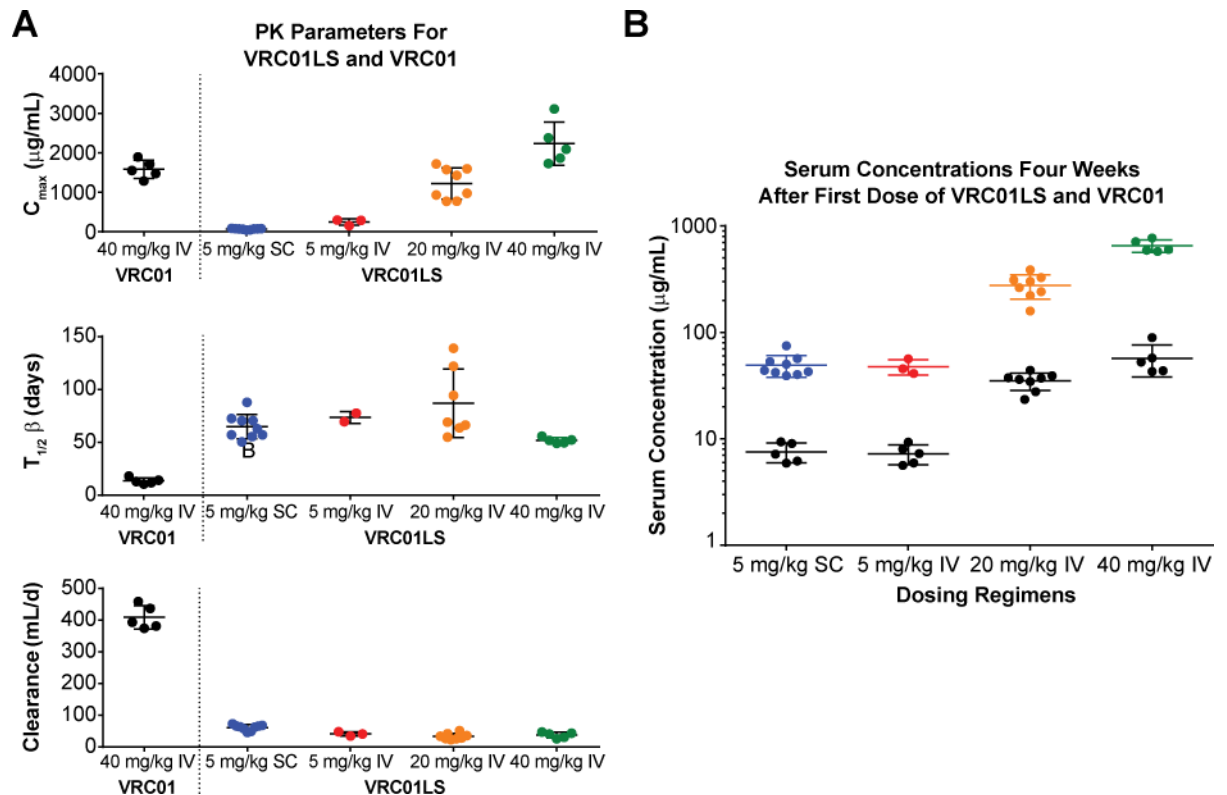 A
PK Parameters For
VRC01LS and VRC01
4000
3000
2000
1000
0
Cmax (μg/mL)
40 mg/kg IV 5 mg/kg SC 5 mg/kg IV 20 mg/kg IV 40 mg/kg IV
VRC01 VRC01LS
150
100
50
0
T1/2 β (days)
B
40 mg/kg IV 5 mg/kg SC 5 mg/kg IV 20 mg/kg IV 40 mg/kg IV
VRC01 VRC01LS
500
400
300
200
100
0
Clearance (mL/d)
40 mg/kg IV 5 mg/kg SC 5 mg/kg IV 20 mg/kg IV 40 mg/kg IV
VRC01 VRC01LS
B
Serum Concentrations Four Weeks
After First Dose of VRC01LS and VRC01
1000
100
10
1
Serum Concentration (μg/mL)
5 mg/kg SC 5 mg/kg IV 20 mg/kg IV 40 mg/kg IV
Dosing Regimens